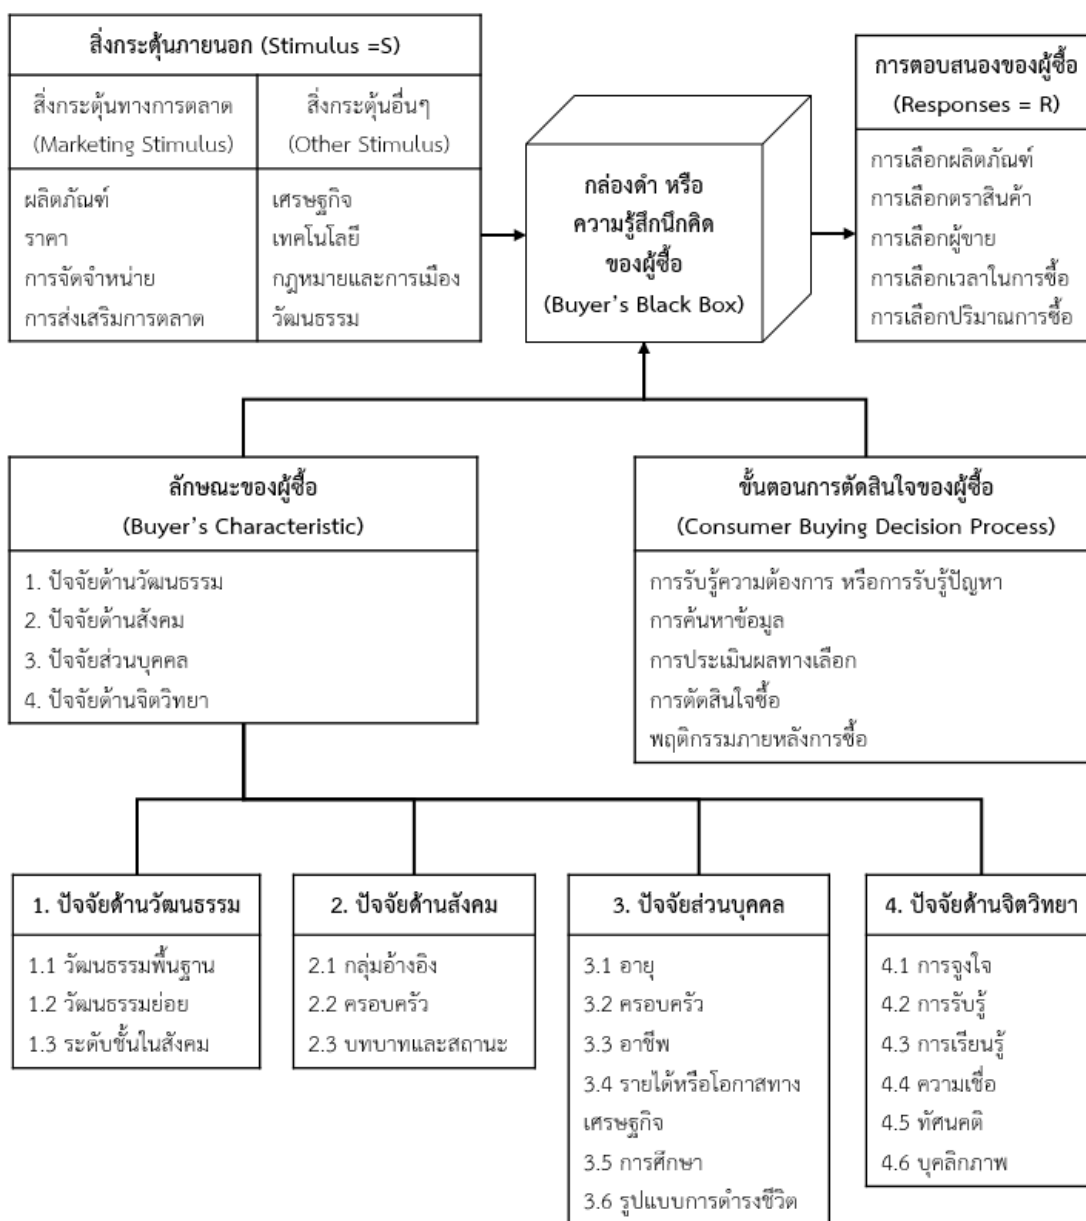 สิ่งกระตุ้นภายนอก (Stimulus =S)
สิ่งกระตุ้นทางการตลาด
(Marketing Stimulus)
สิ่งกระตุ้นอื่นๆ
(Other Stimulus)
ผลิตภัณฑ์
ราคา
การจัดจำหน่าย
การส่งเสริมการตลาด
เศรษฐกิจ
เทคโนโลยี
กฎหมายและการเมือง
วัฒนธรรม
กล่องดำ หรือ
ความรู้สึกนึกคิด
ของผู้ซื้อ
(Buyer's Black Box)
การตอบสนองของผู้ซื้อ
(Responses = R)
การเลือกผลิตภัณฑ์
การเลือกตราสินค้า
การเลือกผู้ขาย
การเลือกเวลาในการซื้อ
การเลือกปริมาณการซื้อ
ลักษณะของผู้ซื้อ
(Buyer's Characteristic)
1. ปัจจัยด้านวัฒนธรรม
2. ปัจจัยด้านสังคม
3. ปัจจัยส่วนบุคคล
4. ปัจจัยด้านจิตวิทยา
ขั้นตอนการตัดสินใจของผู้ซื้อ
(Consumer Buying Decision Process)
การรับรู้ความต้องการ หรือการรับรู้ปัญหา
การค้นหาข้อมูล
การประเมินผลทางเลือก
การตัดสินใจซื้อ
พฤติกรรมภายหลังการซื้อ
1. ปัจจัยด้านวัฒนธรรม
1.1 วัฒนธรรมพื้นฐาน
1.2 วัฒนธรรมย่อย
1.3 ระดับชั้นในสังคม
2. ปัจจัยด้านสังคม
2.1 กลุ่มอ้างอิง
2.2 ครอบครัว
2.3 บทบาทและสถานะ
3. ปัจจัยส่วนบุคคล
3.1 อายุ
3.2 ครอบครัว
3.3 อาชีพ
3.4 รายได้หรือโอกาสทาง
เศรษฐกิจ
3.5 การศึกษา
3.6 รูปแบบการดำรงชีวิต
4. ปัจจัยด้านจิตวิทยา
4.1 การจูงใจ
4.2 การรับรู้
4.3 การเรียนรู้
4.4 ความเชื่อ
4.5 ทัศนคติ
4.6 บุคลิกภาพ